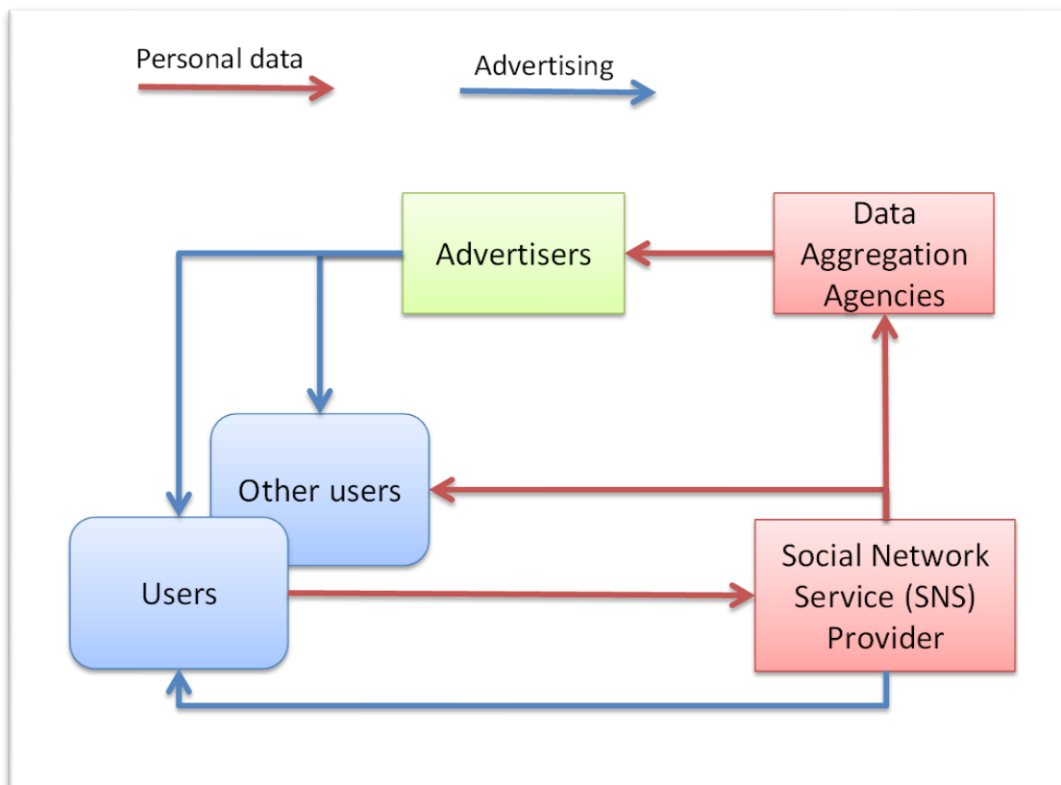 Personal data
Advertising
Advertisers
Data
Aggregation
Agencies
Other users
Users
Social Network
Service (SNS)
Provider